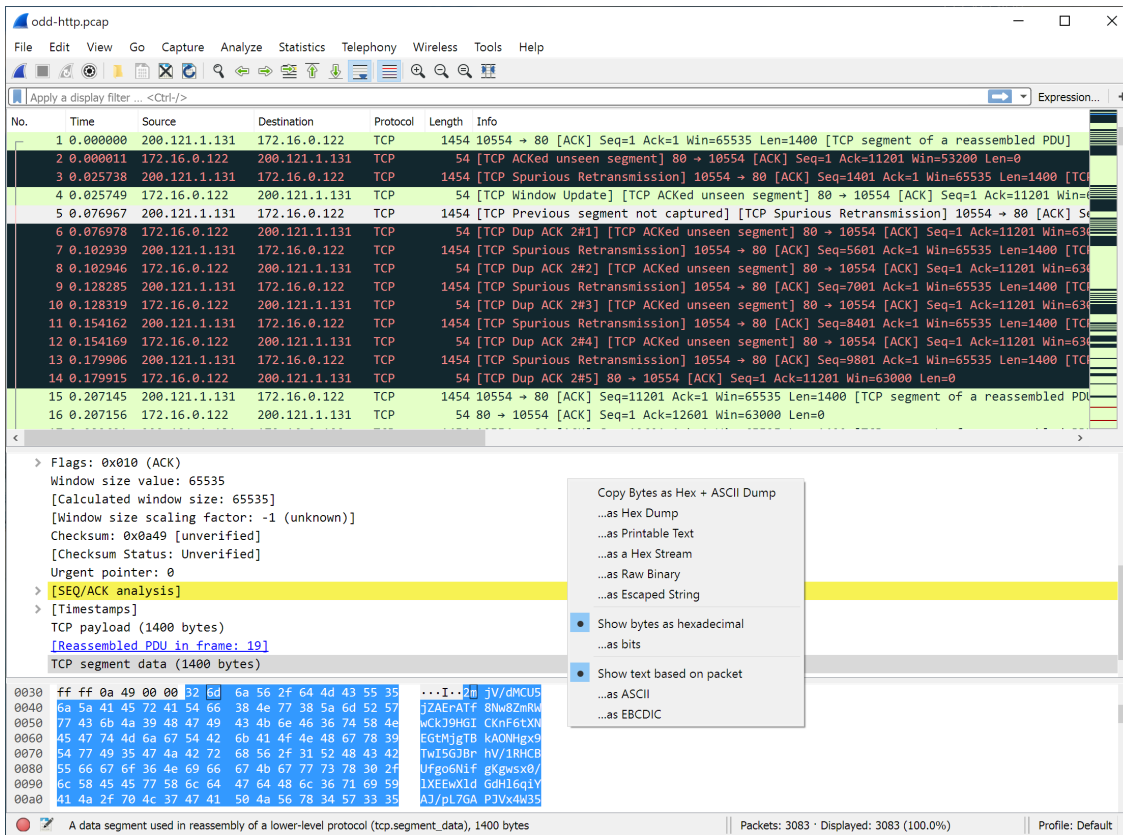 odd-http.pcap
File Edit View Go Capture Analyze Statistics Telephony Wireless Tools Help
Apply a display filter ... <Ctrl-/> Expression... +
No. Time Source Destination Protocol Length Info
1 0.000000 200.121.1.131 172.16.0.122 TCP 1454 10554 → 80 [ACK] Seq=1 Ack=1 Win=65535 Len=1400 [TCP segment of a reassembled PDU]
2 0.000011 172.16.0.122 200.121.1.131 TCP 54 [TCP ACKed unseen segment] 80 → 10554 [ACK] Seq=1 Ack=11201 Win=53200 Len=0
3 0.025738 200.121.1.131 172.16.0.122 TCP 1454 [TCP Spurious Retransmission] 10554 → 80 [ACK] Seq=1401 Ack=1 Win=65535 Len=1400 [TCP
4 0.025749 172.16.0.122 200.121.1.131 TCP 54 [TCP Window Update] [TCP ACKed unseen segment] 80 → 10554 [ACK] Seq=1 Ack=11201 Win=6
5 0.076967 200.121.1.131 172.16.0.122 TCP 1454 [TCP Previous segment not captured] [TCP Spurious Retransmission] 10554 → 80 [ACK] Se
6 0.076978 172.16.0.122 200.121.1.131 TCP 54 [TCP Dup ACK 2#1] [TCP ACKed unseen segment] 80 → 10554 [ACK] Seq=1 Ack=11201 Win=630
7 0.102939 200.121.1.131 172.16.0.122 TCP 1454 [TCP Spurious Retransmission] 10554 → 80 [ACK] Seq=5601 Ack=1 Win=65535 Len=1400 [TCP
8 0.102946 172.16.0.122 200.121.1.131 TCP 54 [TCP Dup ACK 2#2] [TCP ACKed unseen segment] 80 → 10554 [ACK] Seq=1 Ack=11201 Win=630
9 0.128285 200.121.1.131 172.16.0.122 TCP 1454 [TCP Spurious Retransmission] 10554 → 80 [ACK] Seq=7001 Ack=1 Win=65535 Len=1400 [TCP
10 0.128319 172.16.0.122 200.121.1.131 TCP 54 [TCP Dup ACK 2#3] [TCP ACKed unseen segment] 80 → 10554 [ACK] Seq=1 Ack=11201 Win=630
11 0.154162 200.121.1.131 172.16.0.122 TCP 1454 [TCP Spurious Retransmission] 10554 → 80 [ACK] Seq=8401 Ack=1 Win=65535 Len=1400 [TCP
12 0.154169 172.16.0.122 200.121.1.131 TCP 54 [TCP Dup ACK 2#4] [TCP ACKed unseen segment] 80 → 10554 [ACK] Seq=1 Ack=11201 Win=630
13 0.179906 200.121.1.131 172.16.0.122 TCP 1454 [TCP Spurious Retransmission] 10554 → 80 [ACK] Seq=9801 Ack=1 Win=65535 Len=1400 [TCP
14 0.179915 172.16.0.122 200.121.1.131 TCP 54 [TCP Dup ACK 2#5] 80 → 10554 [ACK] Seq=1 Ack=11201 Win=63000 Len=0
15 0.207145 200.121.1.131 172.16.0.122 TCP 1454 10554 → 80 [ACK] Seq=11201 Ack=1 Win=65535 Len=1400 [TCP segment of a reassembled PDU
16 0.207156 172.16.0.122 200.121.1.131 TCP 54 80 → 10554 [ACK] Seq=1 Ack=12601 Win=63000 Len=0
Flags: 0x010 (ACK)
Window size value: 65535
[Calculated window size: 65535]
[Window size scaling factor: -1 (unknown)]
Checksum: 0x0a49 [unverified]
[Checksum Status: Unverified]
Urgent pointer: 0
[SEQ/ACK analysis]
[Timestamps]
TCP payload (1400 bytes)
[Reassembled PDU in frame: 19]
TCP segment data (1400 bytes)
Copy Bytes as Hex + ASCII Dump
...as Hex Dump
...as Printable Text
...as a Hex Stream
...as Raw Binary
...as Escaped String
Show bytes as hexadecimal
...as bits
Show text based on packet
...as ASCII
...as EBCDIC
0030 ff ff 0a 49 00 00 32 6d 6a 56 2f 64 4d 43 55 35 ···I··2m jV/dMCU5
0040 6a 5a 41 45 72 41 54 66 38 4e 77 38 5a 6d 52 57 jZAErATf 8Nw8ZmRW
0050 77 43 6b 4a 39 48 47 49 43 4b 6e 46 36 74 58 4e wCkJ9HGI CKnF6tXN
0060 45 47 74 4d 6a 67 54 42 6b 41 4f 4e 48 67 78 39 EGtMjgTB kAONHgx9
0070 54 77 49 35 47 4a 42 72 68 56 2f 31 52 48 43 42 TwI5GJBr hV/1RHCB
0080 55 66 67 6f 36 4e 69 66 67 4b 67 77 73 78 30 2f Ufgo6Nif gKgwsx0/
0090 6c 58 45 45 77 58 6c 64 47 64 48 6c 36 71 69 59 lXEEwXld GdHl6qiY
00a0 41 4a 2f 70 4c 37 47 41 50 4a 56 78 34 57 33 35 AJ/pL7GA PJVx4W35
A data segment used in reassembly of a lower-level protocol (tcp.segment_data), 1400 bytes Packets: 3083 · Displayed: 3083 (100.0%) Profile: Default